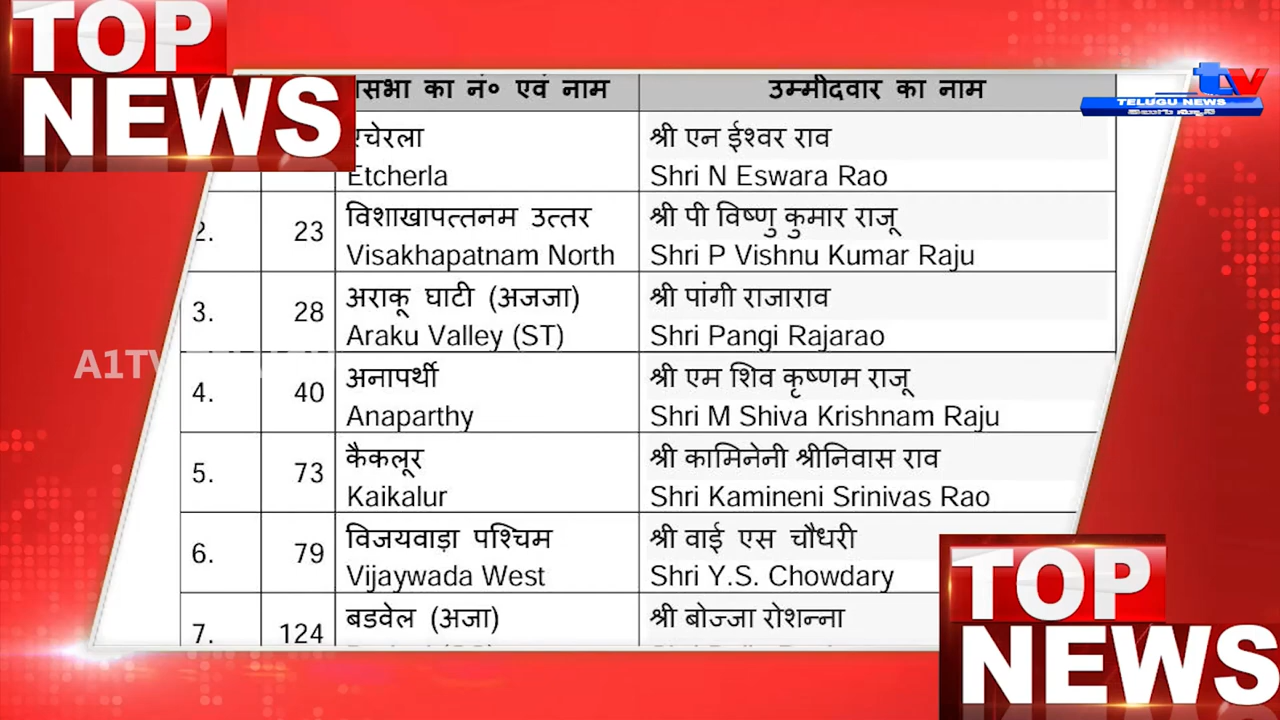 TOP
NEWS
tv
TELUGU NEWS
తెలుగు న్యూస్
सभा का नं० एवं नाम
उम्मीदवार का नाम
एचेरला
श्री एन ईश्वर राव
Etcherla
Shri N Eswara Rao
2.
23
विशाखापत्तनम उत्तर
श्री पी विष्णु कुमार राजू
Visakhapatnam North
Shri P Vishnu Kumar Raju
3.
28
अराकू घाटी (अजजा)
श्री पांगी राजाराव
Araku Valley (ST)
Shri Pangi Rajarao
A1TV
4.
40
अनापर्थी
श्री एम शिव कृष्णम राजू
Anaparthy
Shri M Shiva Krishnam Raju
5.
73
कैकलूर
श्री कामिनेनी श्रीनिवास राव
Kaikalur
Shri Kamineni Srinivas Rao
6.
79
विजयवाड़ा पश्चिम
श्री वाई एस चौधरी
Vijaywada West
Shri Y.S. Chowdary
7.
124
बडवेल (अजा)
श्री बोज्जा रोशन्ना
TOP
NEWS